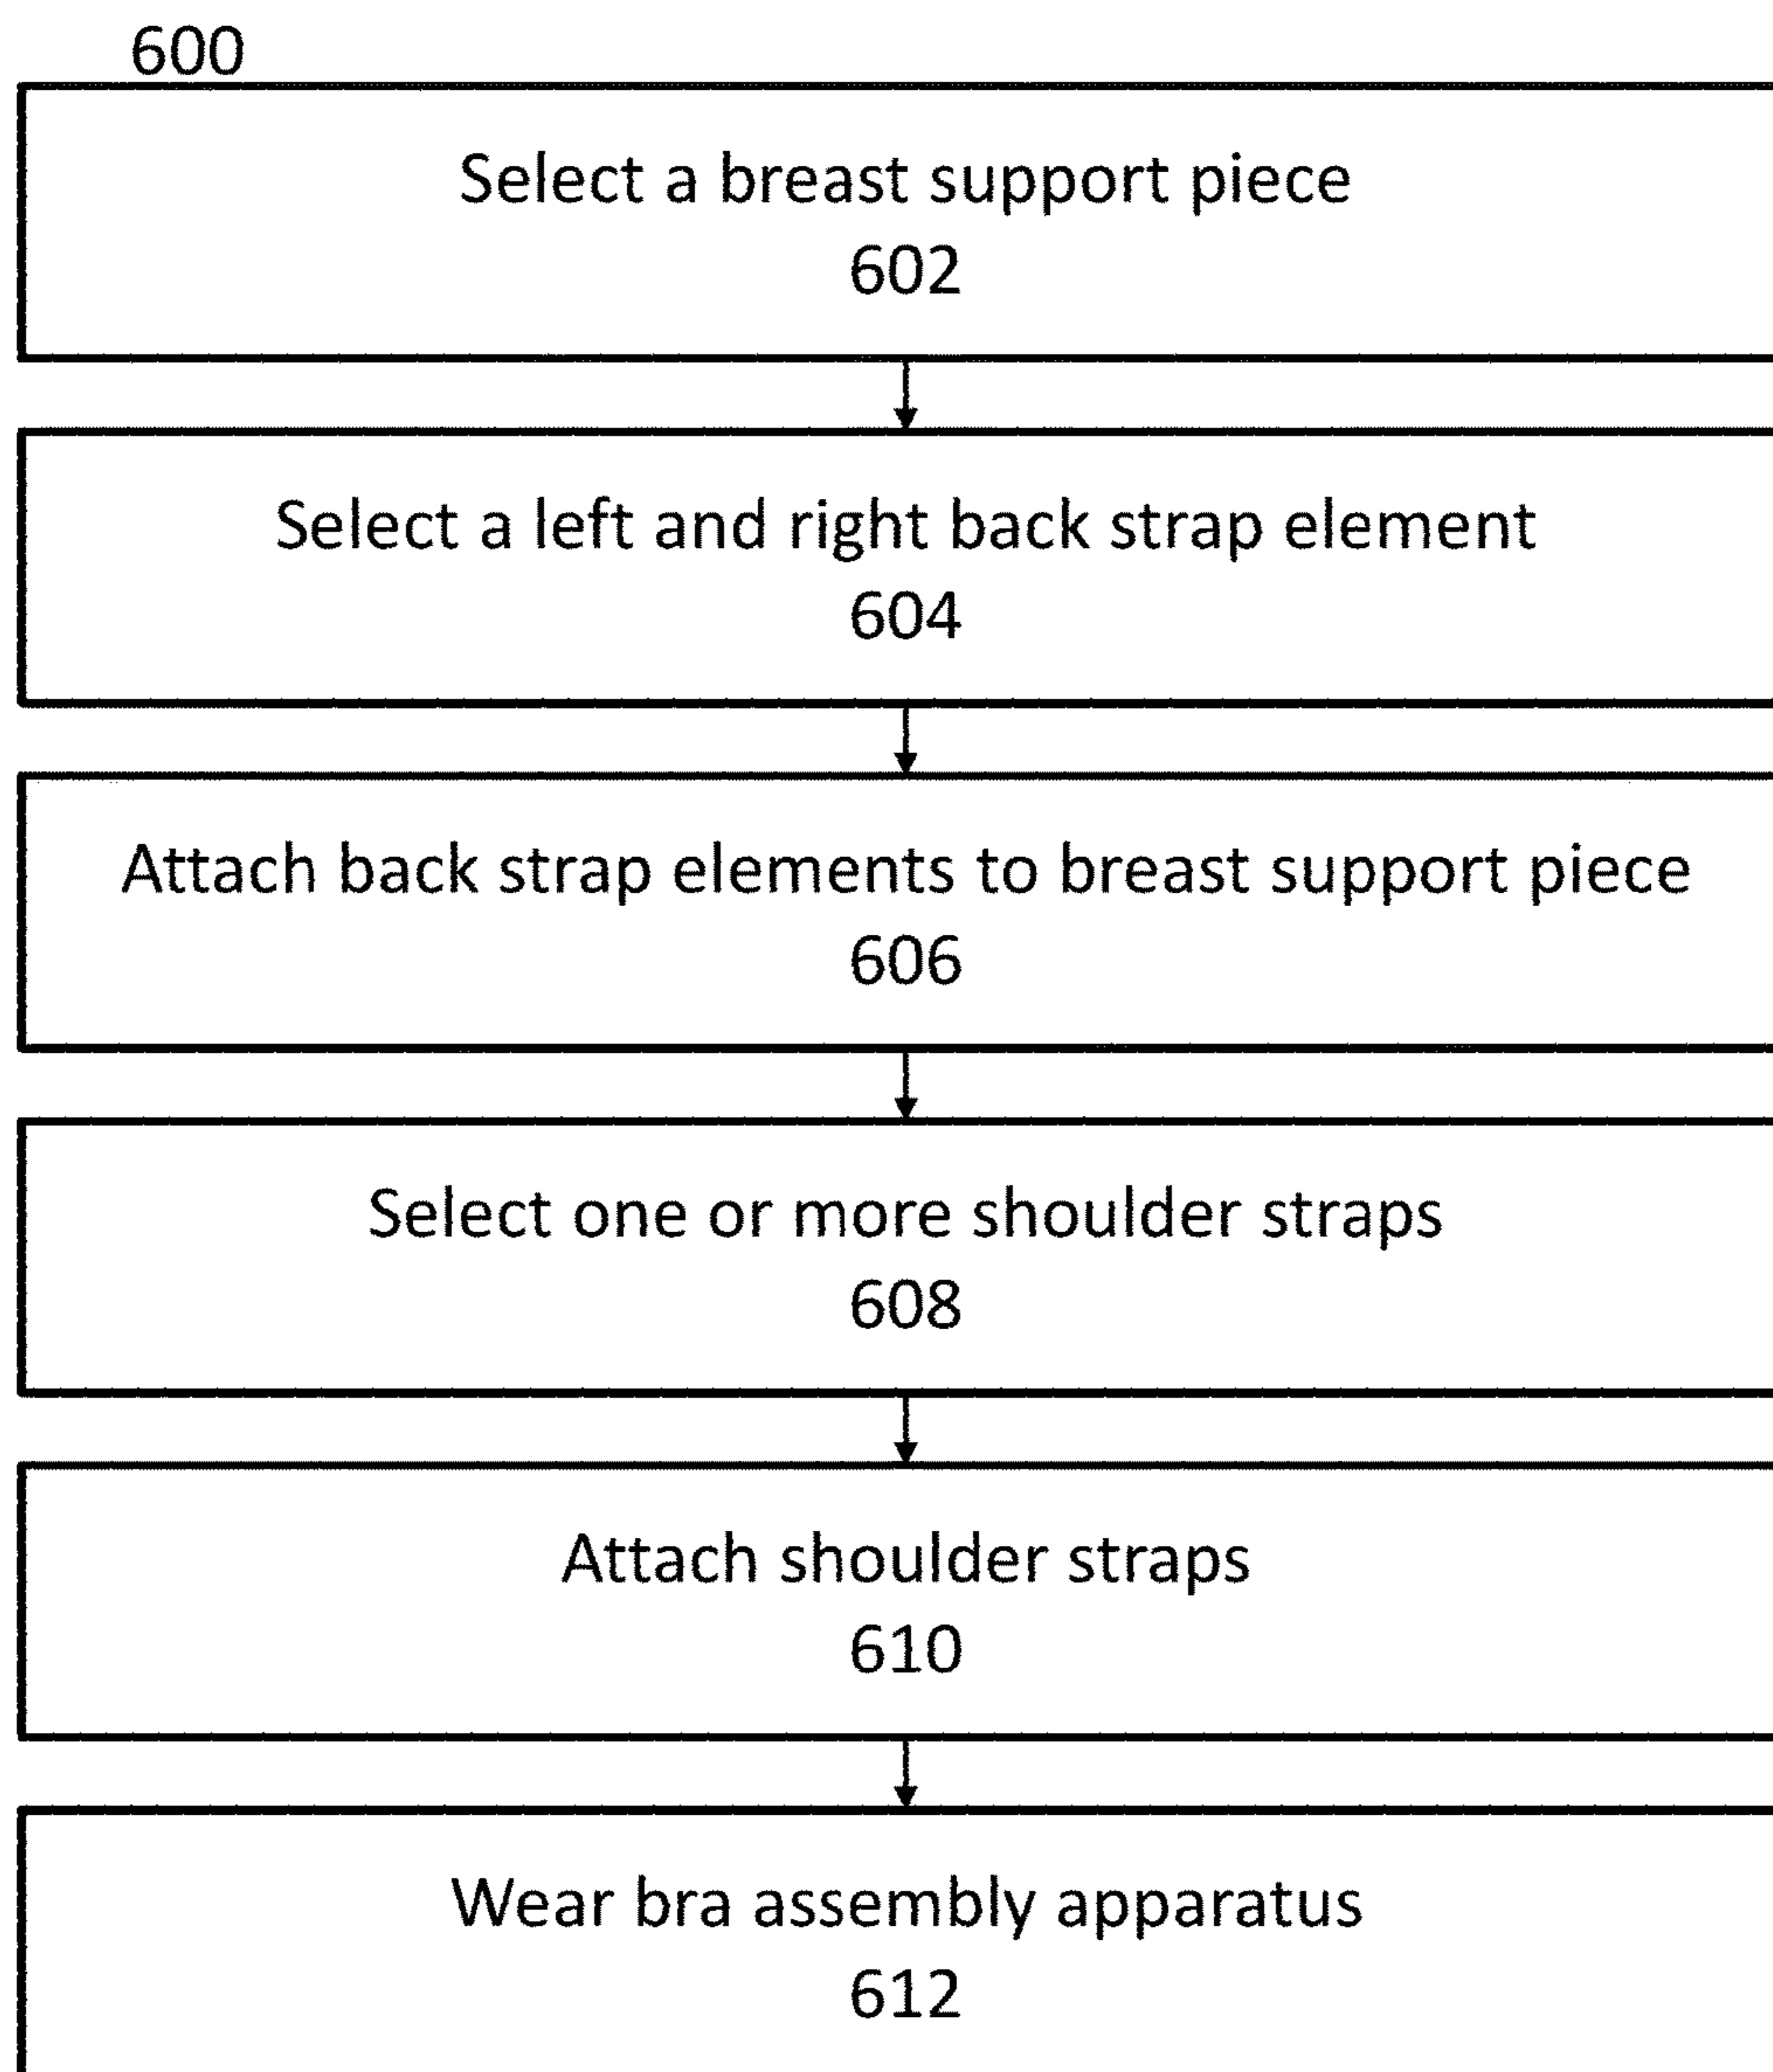 600
Select a breast support piece
602
Select a left and right back strap element
604
Attach back strap elements to breast support piece
606
Select one or more shoulder straps
608
Attach shoulder straps
610
Wear bra assembly apparatus
612